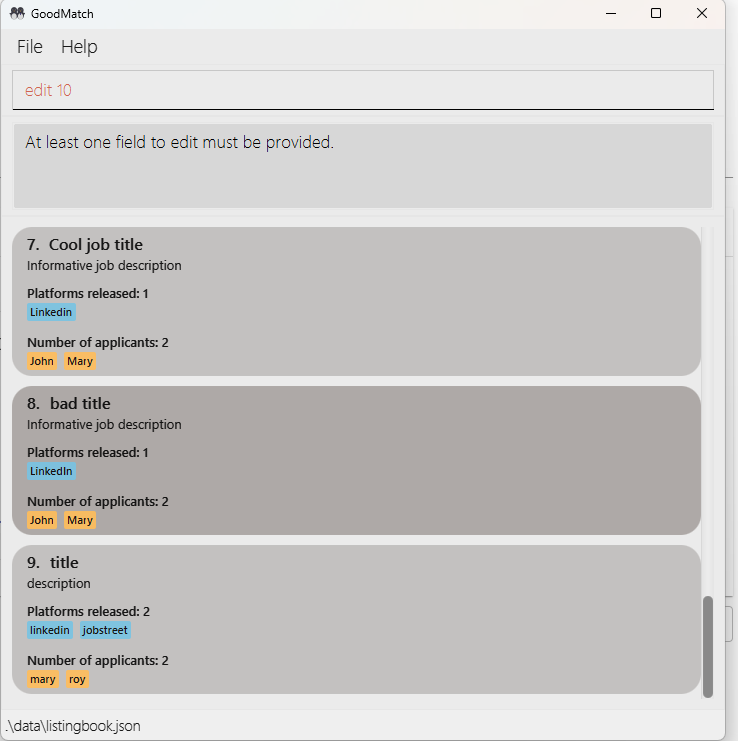 GoodMatch
File Help
edit 10
At least one field to edit must be provided.
7. Cool job title
Informative job description
Platforms released: 1
Linkedin
Number of applicants: 2
John Mary
8. bad title
Informative job description
Platforms released: 1
LinkedIn
Number of applicants: 2
John Mary
9. title
description
Platforms released: 2
linkedin jobstreet
Number of applicants: 2
mary roy
.\data\listingbook.json